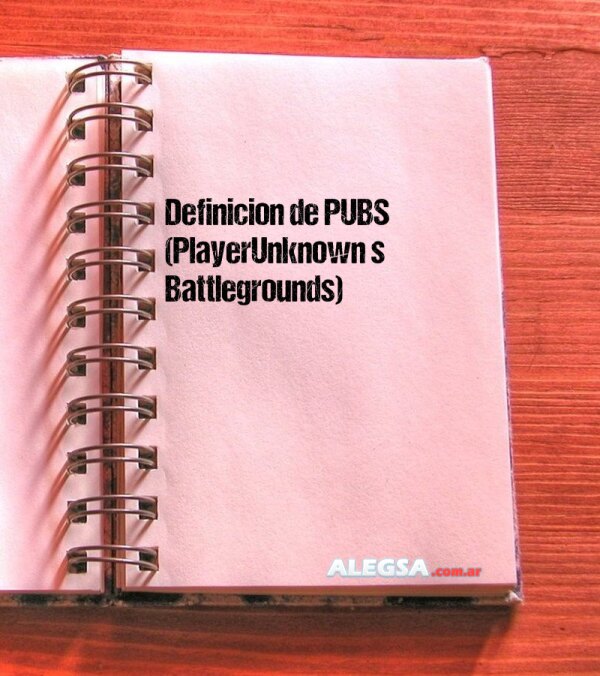 Definicion de PUBS
(PlayerUnknown s
Battlegrounds)
ALEGSA.com.ar